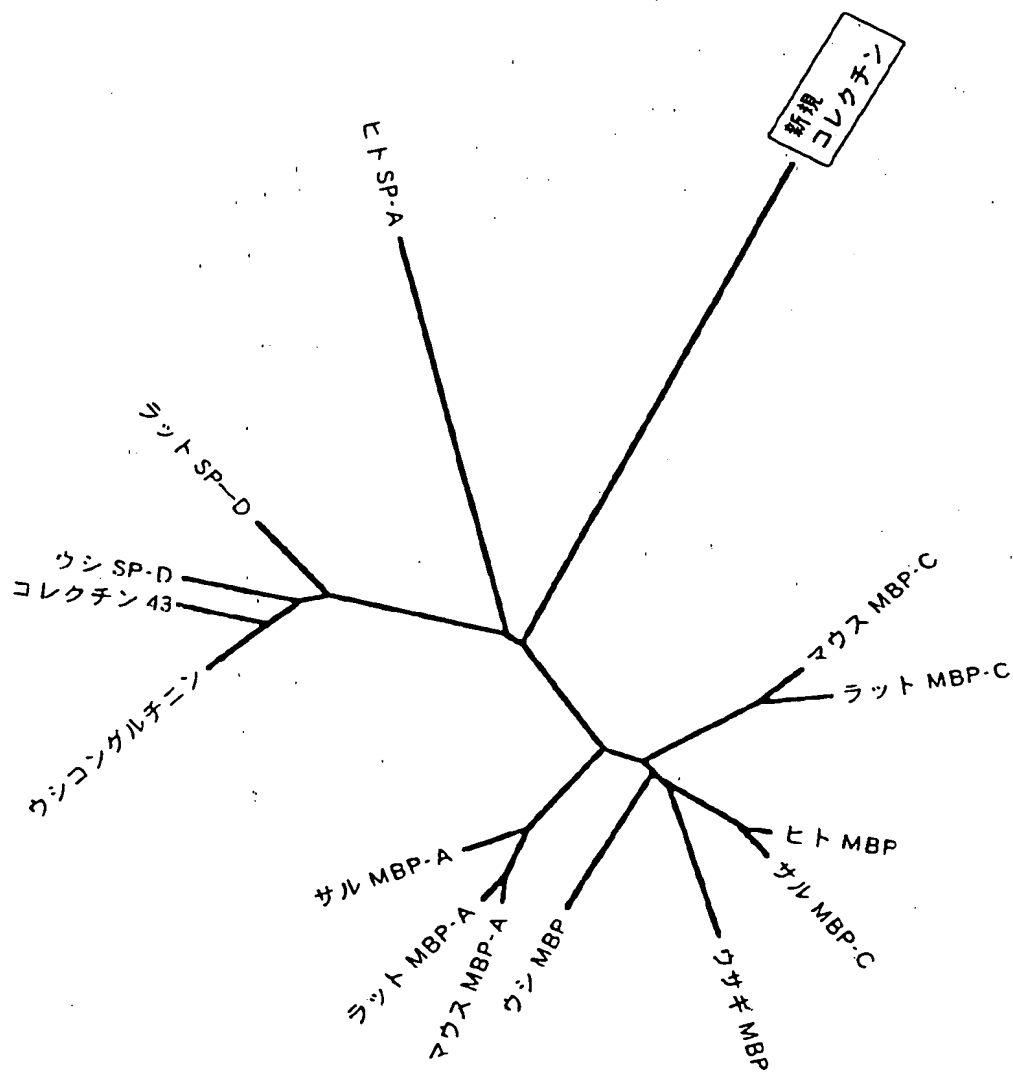 新規
コレクチン
ヒト SP-A
ラット SP-D
ウシ SP-D
コレクチン 43
ウシコングルチニン
マウス MBP-C
ラット MBP-C
ヒト MBP
サル MBP-C
ウサギ MBP
ウシ MBP
マウス MBP-A
ラット MBP-A
サル MBP-A